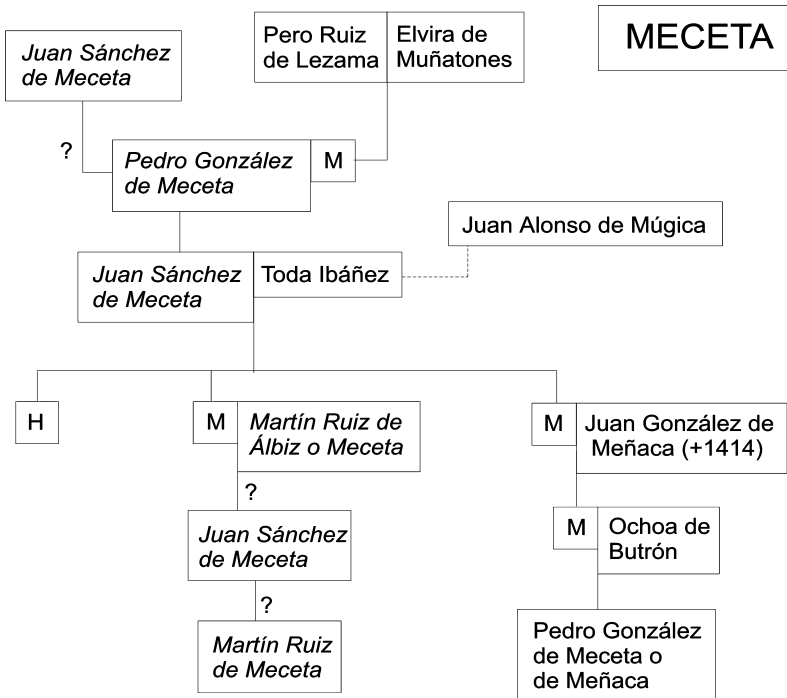 MECETA
Juan Sánchez
de Meceta
Pero Ruiz
de Lezama
Elvira de
Muñatones
?
Pedro González
de Meceta
M
Juan Alonso de Múgica
Juan Sánchez
de Meceta
Toda Ibáñez
H
M
Martín Ruiz de
Álbiz o Meceta
M
Juan González de
Meñaca (+1414)
?
Juan Sánchez
de Meceta
M
Ochoa de
Butrón
?
Martín Ruiz
de Meceta
Pedro González
de Meceta o
de Meñaca